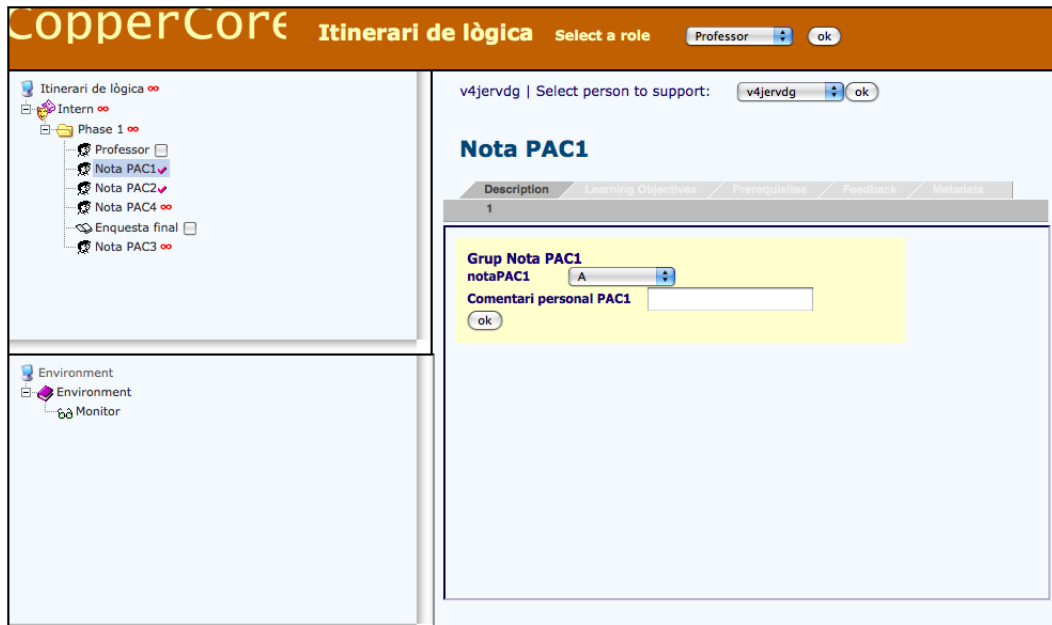 CopperCore Itinerari de lògica Select a role Professor ok
Itinerari de lògica ∞
Intern ∞
Phase 1 ∞
Professor
Nota PAC1
Nota PAC2
Nota PAC4 ∞
Enquesta final
Nota PAC3 ∞
Environment
Environment
Monitor
v4jervdg | Select person to support: v4jervdg ok
Nota PAC1
Description Learning Objectives Prerequisites Feedback Metadata
1
Grup Nota PAC1
notaPAC1 A
Comentari personal PAC1
ok